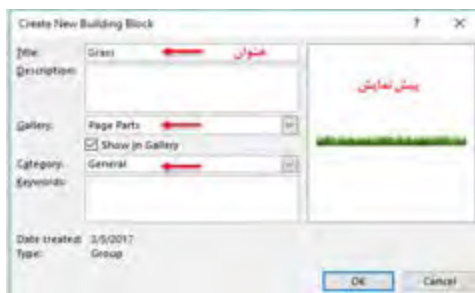 Create New Building Block ? ×
Title: Grass عنوان
Description:
پیش نمایش
Gallery: Page Parts
Show in Gallery
Category: General
Keywords:
Date created: 3/5/2017
Type: Group
OK Cancel